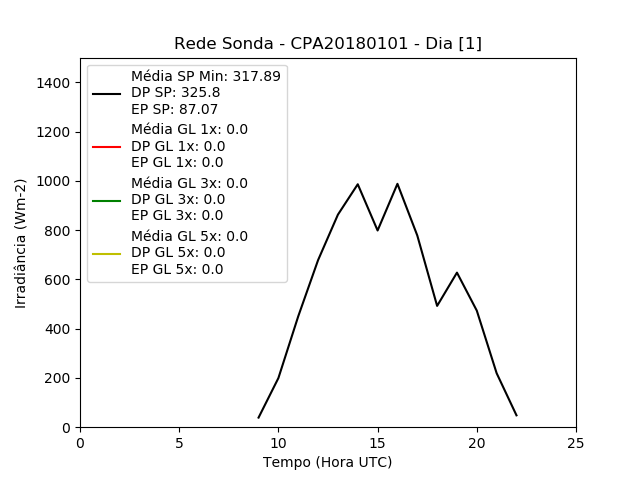 Rede Sonda - CPA20180101 - Dia [1]
Irradiância (Wm-2)
1400
1200
1000
800
600
400
200
0
Média SP Min: 317.89
DP SP: 325.8
EP SP: 87.07
Média GL 1x: 0.0
DP GL 1x: 0.0
EP GL 1x: 0.0
Média GL 3x: 0.0
DP GL 3x: 0.0
EP GL 3x: 0.0
Média GL 5x: 0.0
DP GL 5x: 0.0
EP GL 5x: 0.0
0 5 10 15 20 25
Tempo (Hora UTC)